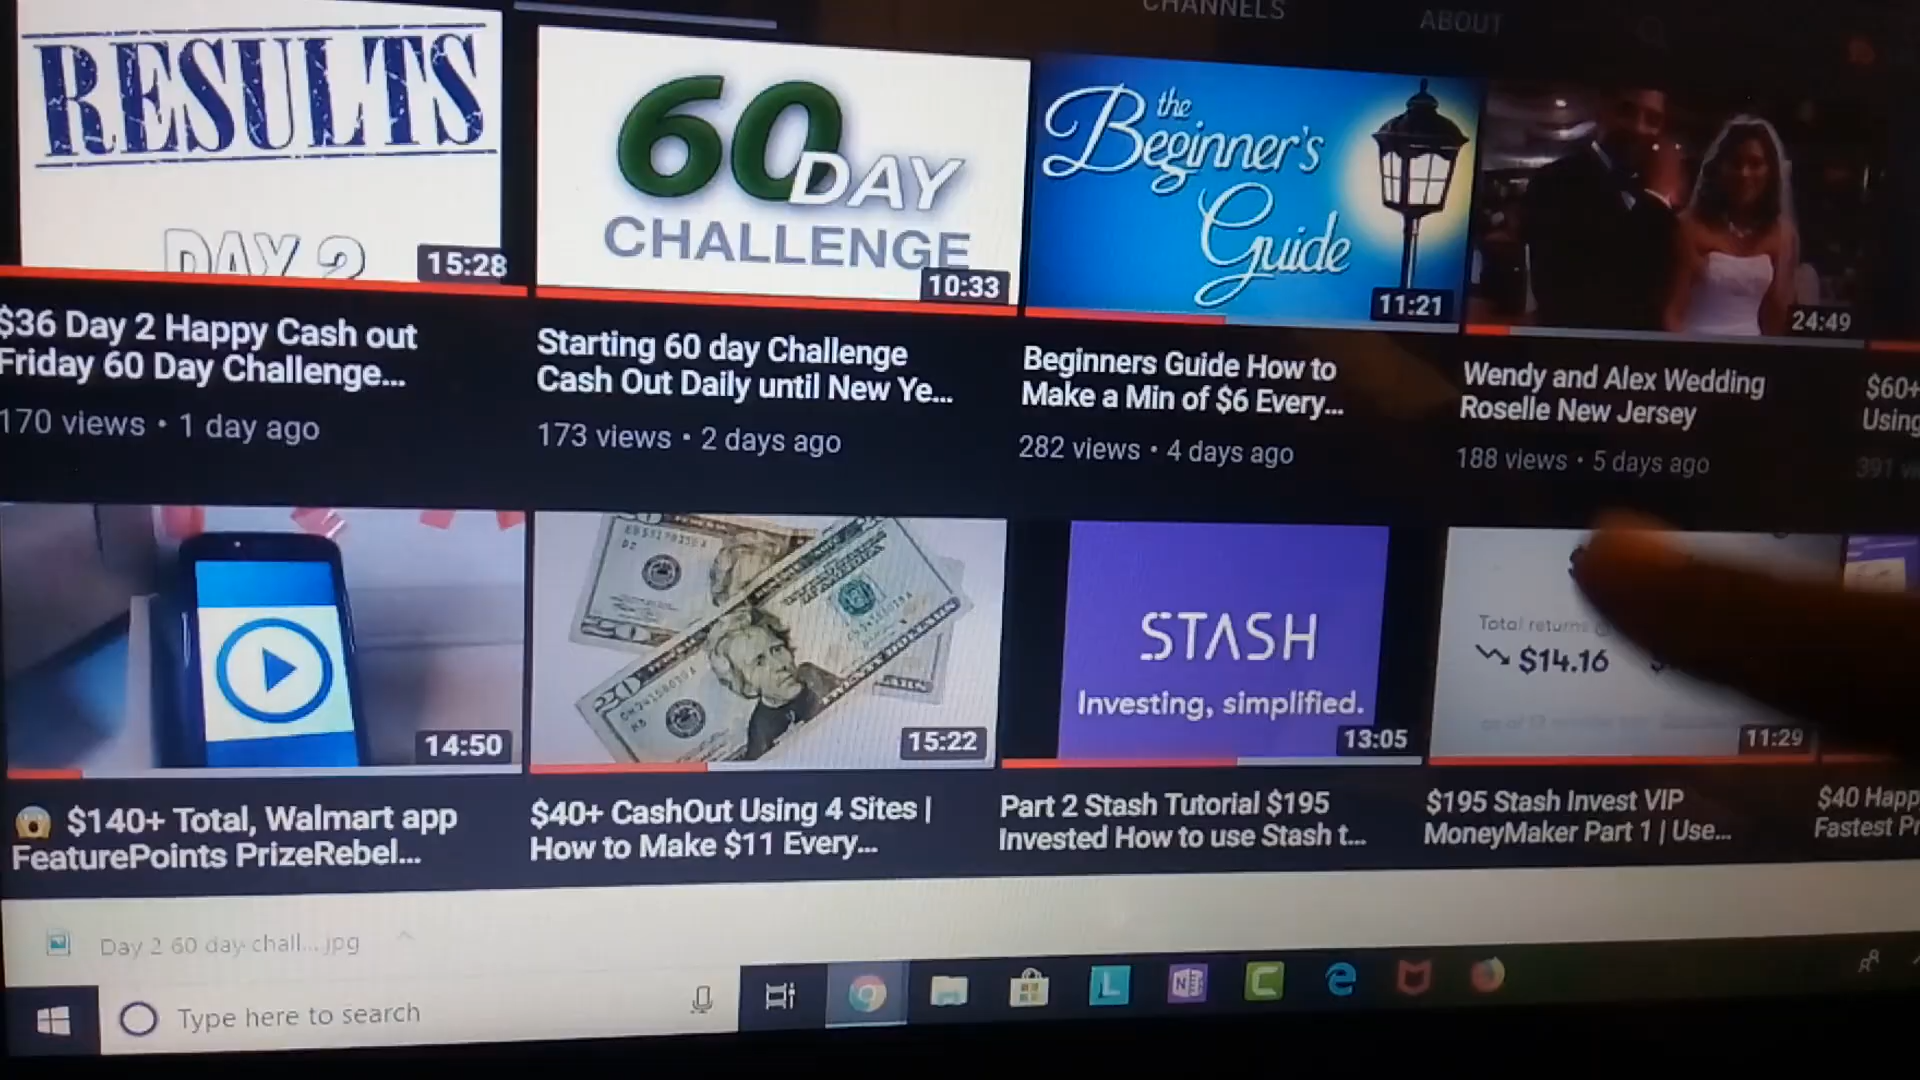 CHANNELS
ABOUT
RESULTS
DAY 2
15:28
60
DAY
CHALLENGE
10:33
the
Beginner's
Guide
11:21
24:49
$36 Day 2 Happy Cash out
Friday 60 Day Challenge...
170 views • 1 day ago
Starting 60 day Challenge
Cash Out Daily until New Ye...
173 views • 2 days ago
Beginners Guide How to
Make a Min of $6 Every...
282 views • 4 days ago
Wendy and Alex Wedding
Roselle New Jersey
188 views • 5 days ago
$60+
Using
391
14:50
20
TWENTY DOLLARS
15:22
STASH
Investing, simplified.
13:05
Total returns
$14.16
11:29
$140+ Total, Walmart app
FeaturePoints PrizeRebel...
$40+ CashOut Using 4 Sites |
How to Make $11 Every...
Part 2 Stash Tutorial $195
Invested How to use Stash t...
$195 Stash Invest VIP
MoneyMaker Part 1 | Use...
$40 Happ
Fastest Pr
Day 2 60 day chall....jpg
Type here to search
L
N
C